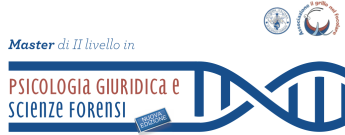 Master di II livello in
PSICOLOGIA GIURIDICA e
SCIENZE FORENSI
NUOVA
EDIZIONE